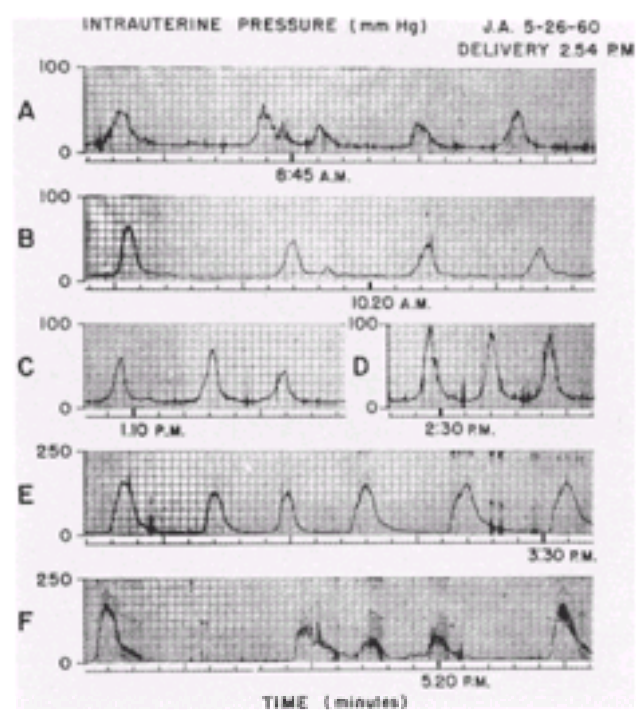 INTRAUTERINE PRESSURE (mm Hg) J.A. 5-26-60
DELIVERY 2.54 P.M.
100
A
0
8:45 A.M.
100
B
0
10.20 A.M.
100 100
C D
0 0
1.10 P.M. 2:30 P.M.
250
E
0
3:30 P.M.
250
F
0
5.20 P.M.
TIME (minutes)